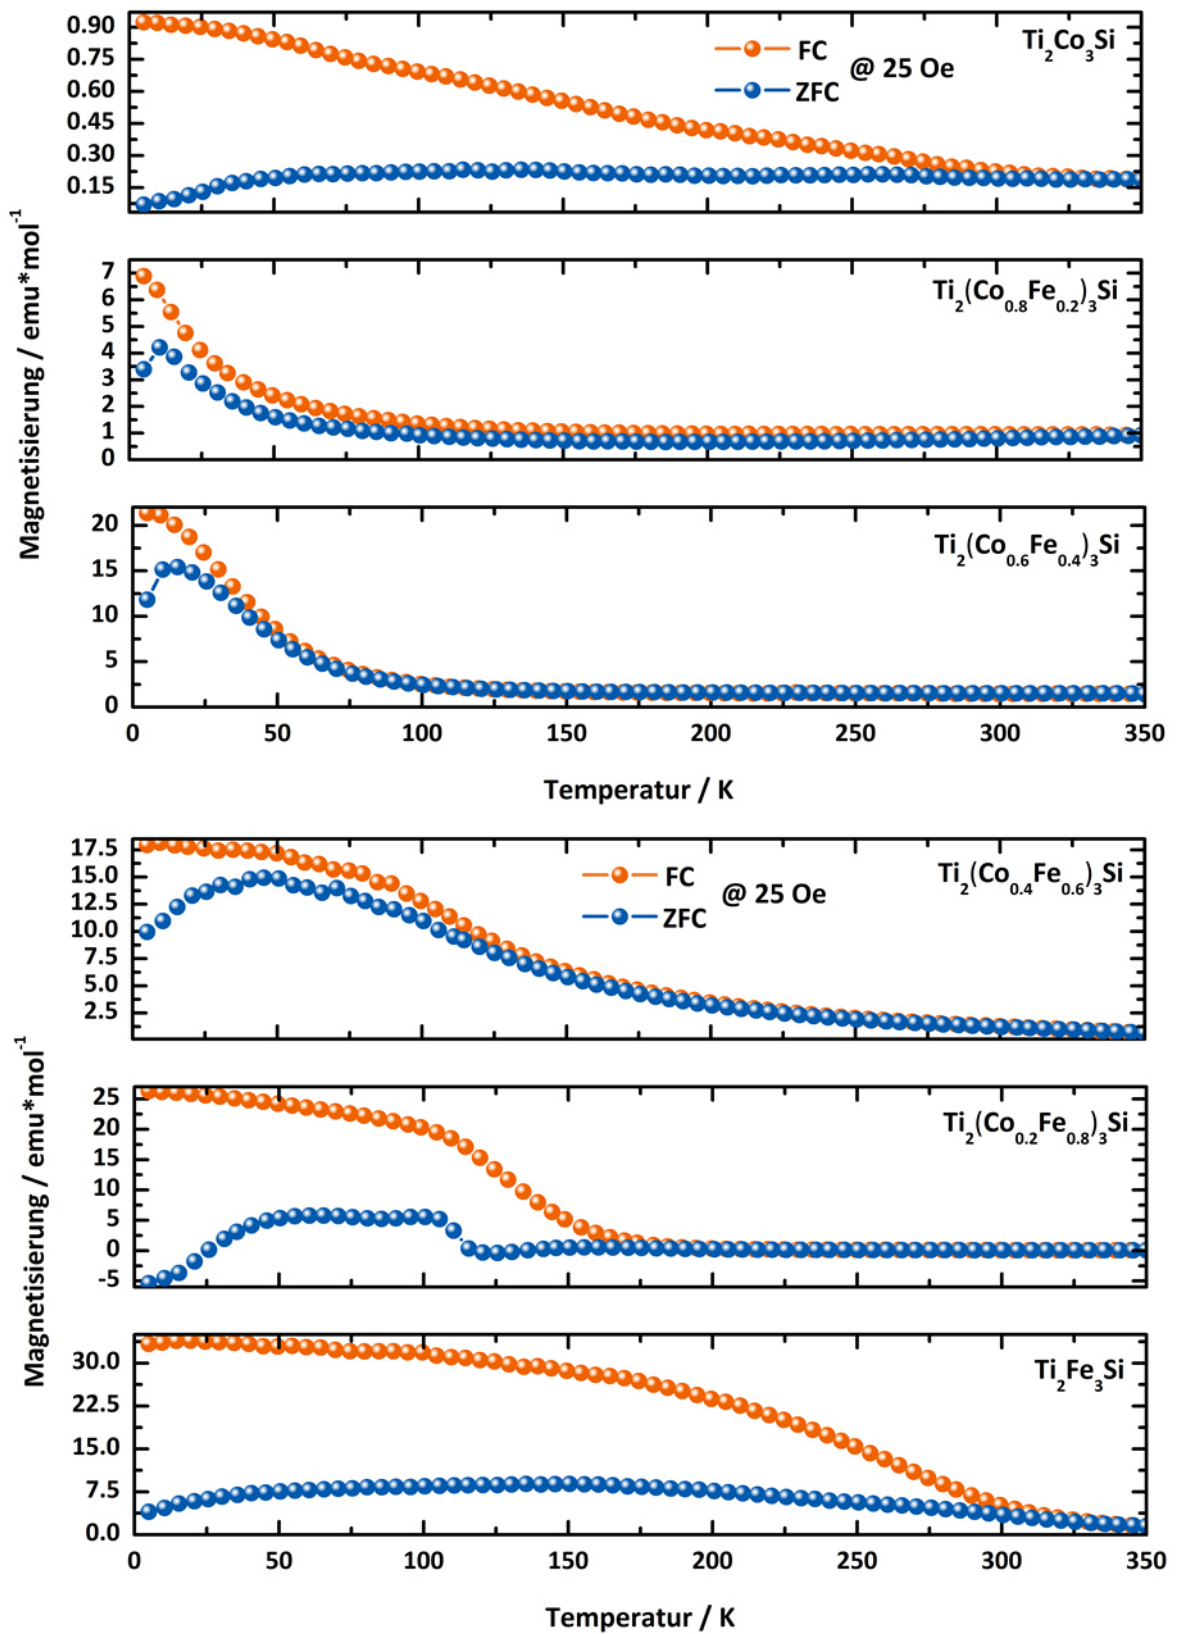 0.90
0.75
0.60
0.45
0.30
0.15
FC
ZFC
@ 25 Oe
Ti₂Co₃Si
7
6
5
4
3
2
1
0
Ti₂(Co₀.₈Fe₀.₂)₃Si
Magnetisierung / emu*mol⁻¹
20
15
10
5
0
Ti₂(Co₀.₆Fe₀.₄)₃Si
0 50 100 150 200 250 300 350
Temperatur / K
17.5
15.0
12.5
10.0
7.5
5.0
2.5
FC
ZFC
@ 25 Oe
Ti₂(Co₀.₄Fe₀.₆)₃Si
25
20
15
10
5
0
-5
Ti₂(Co₀.₂Fe₀.₈)₃Si
Magnetisierung / emu*mol⁻¹
30.0
22.5
15.0
7.5
0.0
Ti₂Fe₃Si
0 50 100 150 200 250 300 350
Temperatur / K